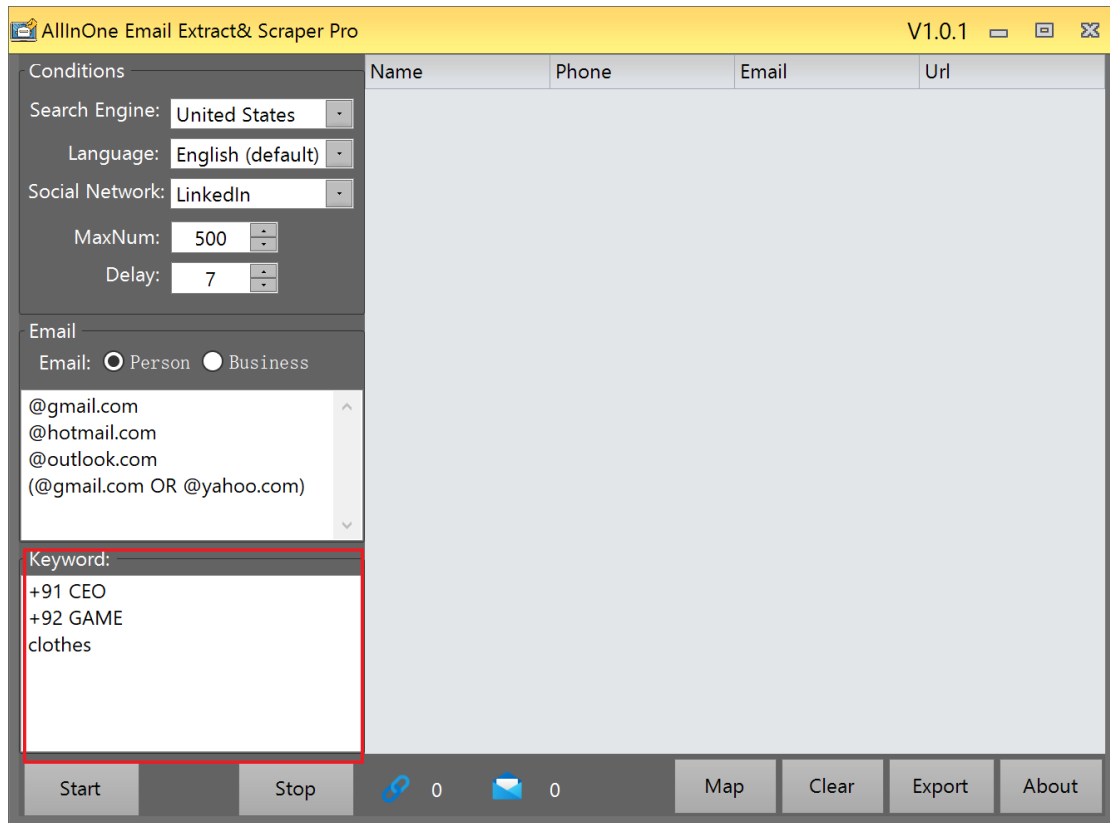 AllInOne Email Extract& Scraper Pro V1.0.1
Conditions
Search Engine: United States
Language: English (default)
Social Network: LinkedIn
MaxNum: 500
Delay: 7
Email
Email: Person Business
@gmail.com
@hotmail.com
@outlook.com
(@gmail.com OR @yahoo.com)
Keyword:
+91 CEO
+92 GAME
clothes
Name Phone Email Url
Start Stop 0 0 Map Clear Export About